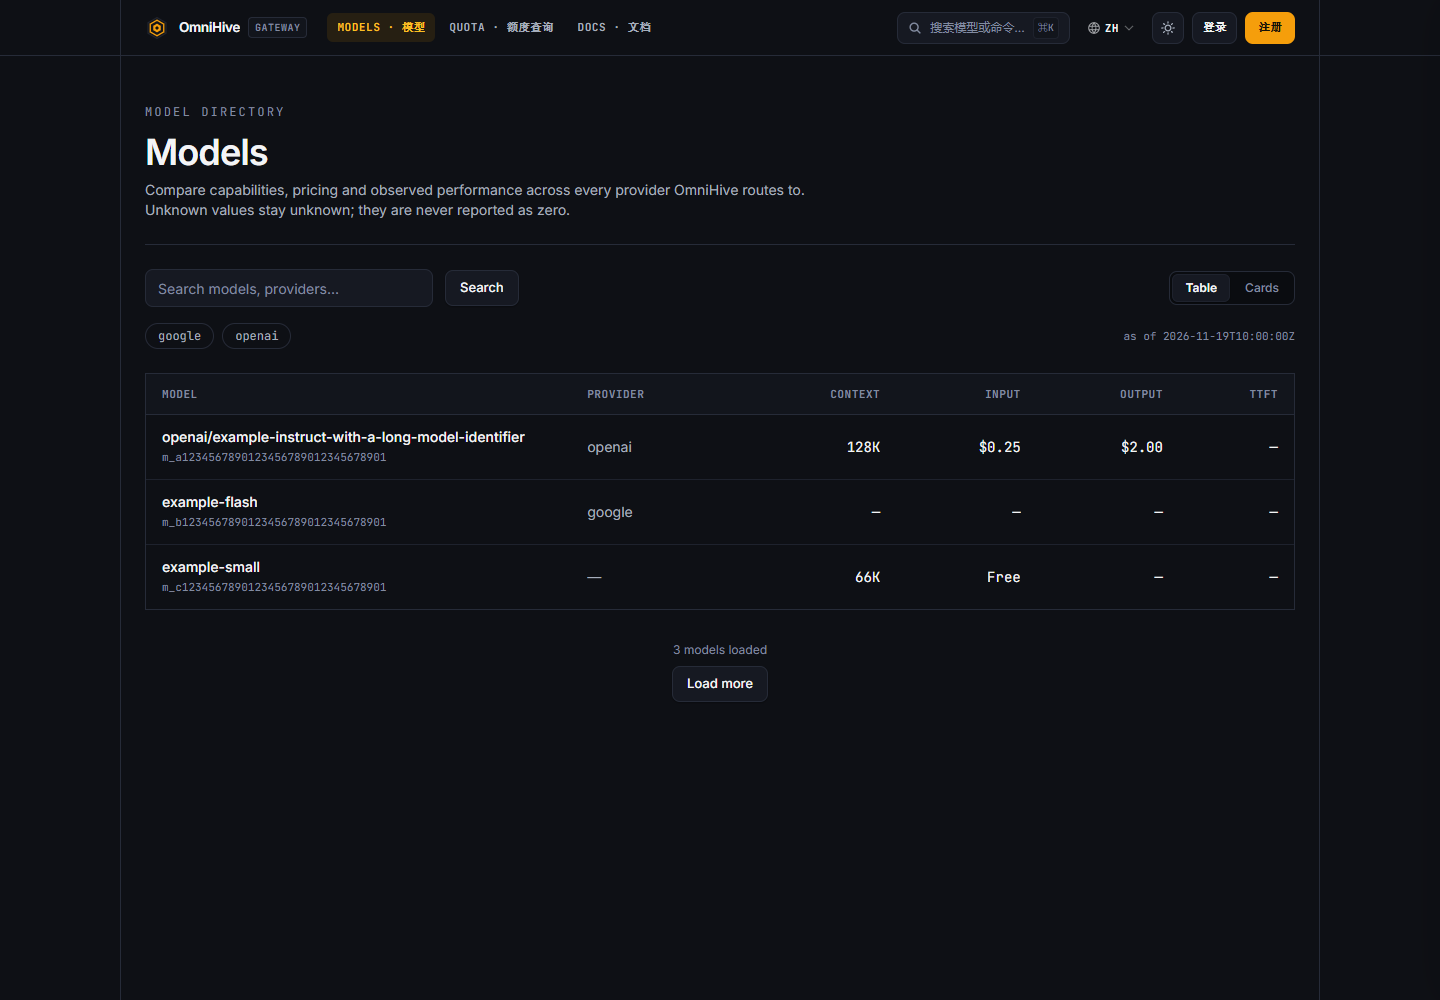 OmniHive GATEWAY MODELS · 模型 QUOTA · 额度查询 DOCS · 文档 搜索模型或命令... ⌘K ZH 登录 注册
MODEL DIRECTORY
Models
Compare capabilities, pricing and observed performance across every provider OmniHive routes to.
Unknown values stay unknown; they are never reported as zero.
Search models, providers... Search Table Cards
google openai as of 2026-11-19T10:00:00Z
MODEL PROVIDER CONTEXT INPUT OUTPUT TTFT
openai/example-instruct-with-a-long-model-identifier
m_a1234567890123456789012345678901 openai 128K $0.25 $2.00 —
example-flash
m_b1234567890123456789012345678901 google — — — —
example-small
m_c1234567890123456789012345678901 — 66K Free — —
3 models loaded
Load more